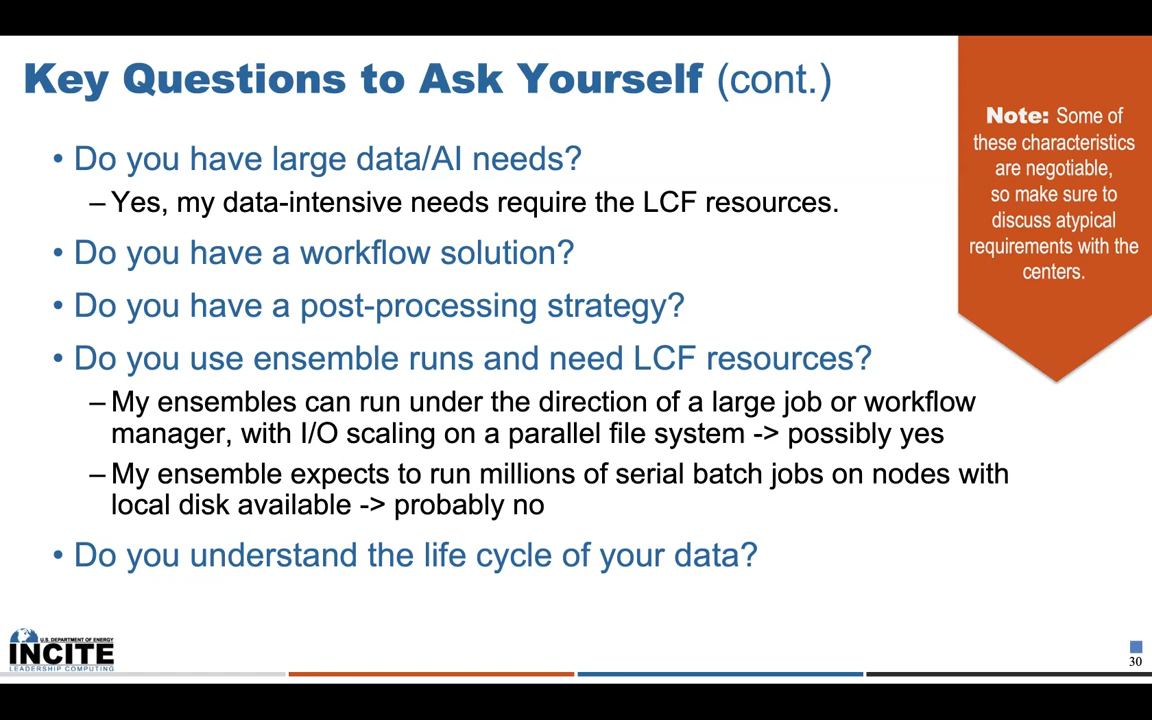 Key Questions to Ask Yourself (cont.)
• Do you have large data/AI needs?
– Yes, my data-intensive needs require the LCF resources.
• Do you have a workflow solution?
• Do you have a post-processing strategy?
• Do you use ensemble runs and need LCF resources?
– My ensembles can run under the direction of a large job or workflow
manager, with I/O scaling on a parallel file system -> possibly yes
– My ensemble expects to run millions of serial batch jobs on nodes with
local disk available -> probably no
• Do you understand the life cycle of your data?
Note: Some of
these characteristics
are negotiable,
so make sure to
discuss atypical
requirements with the
centers.
U.S. DEPARTMENT OF ENERGY
INCITE
LEADERSHIP COMPUTING
30